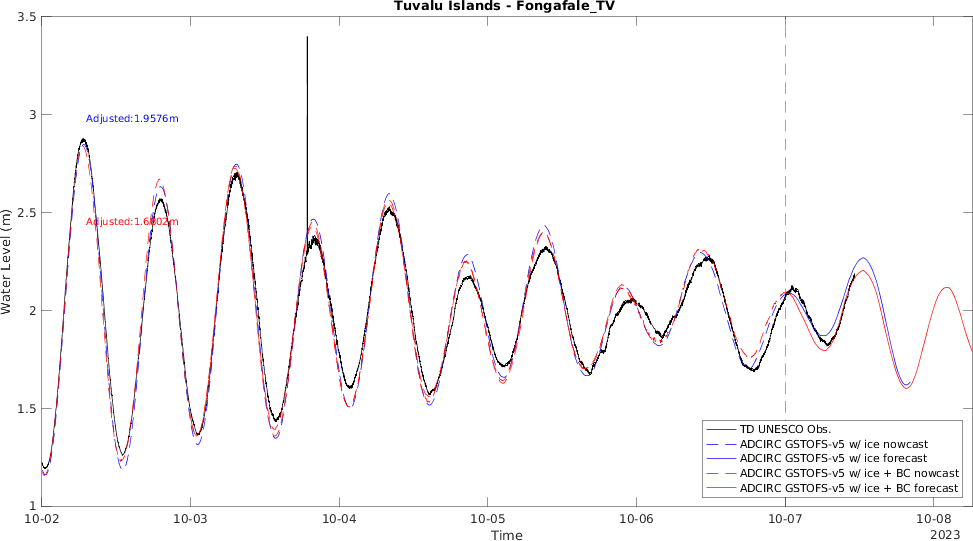 Tuvalu Islands - Fongafale_TV
3.5
3
2.5
2
1.5
1
Water Level (m)
Adjusted:1.9576m
Adjusted:1.6802m
TD UNESCO Obs.
ADCIRC GSTOFS-v5 w/ ice nowcast
ADCIRC GSTOFS-v5 w/ ice forecast
ADCIRC GSTOFS-v5 w/ ice + BC nowcast
ADCIRC GSTOFS-v5 w/ ice + BC forecast
10-02 10-03 10-04 10-05 10-06 10-07 10-08
Time
2023